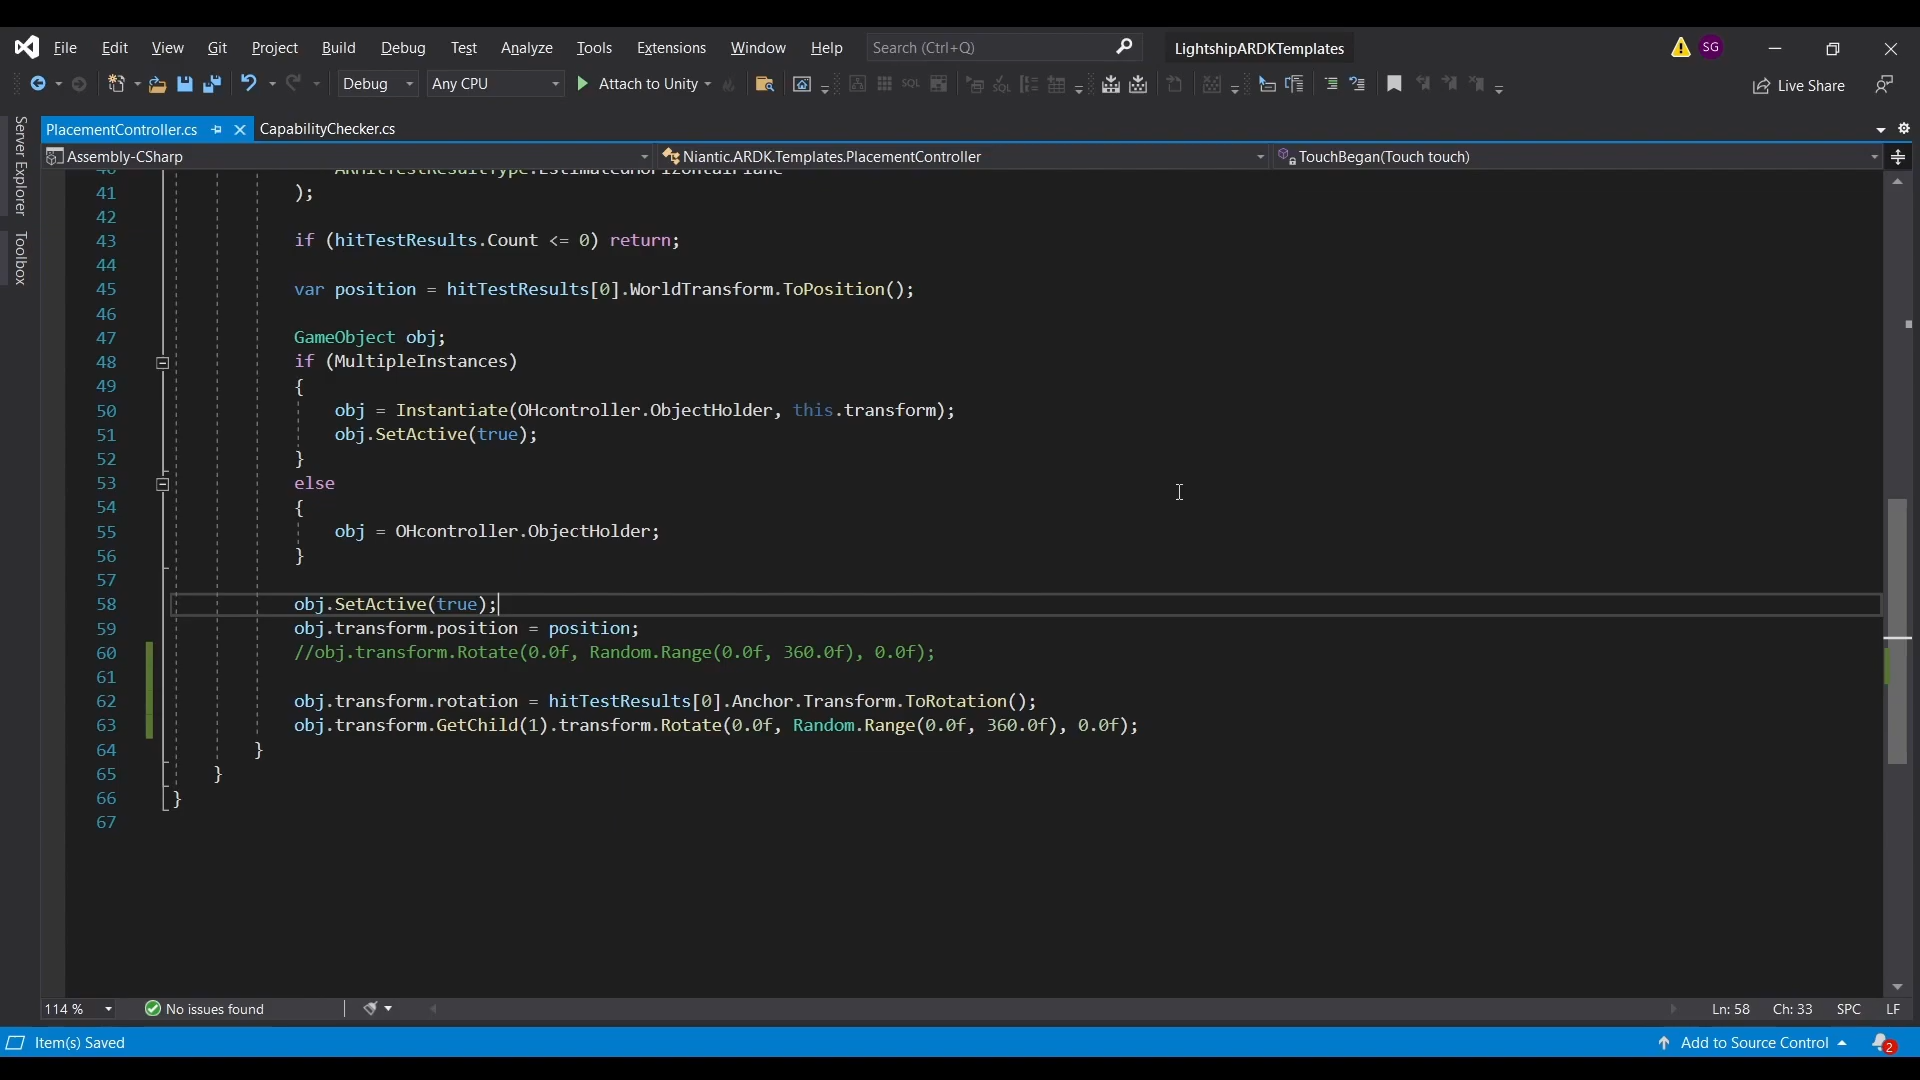 File Edit View Git Project Build Debug Test Analyze Tools Extensions Window Help Search (Ctrl+Q) LightshipARDKTemplates SG
Debug Any CPU Attach to Unity SQL Live Share
Server Explorer
Toolbox
PlacementController.cs CapabilityChecker.cs
Assembly-CSharp Niantic.ARDK.Templates.PlacementController TouchBegan(Touch touch)
40 ARHitTestResultType.EstimatedHorizontalPlane
41 );
42
43 if (hitTestResults.Count <= 0) return;
44
45 var position = hitTestResults[0].WorldTransform.ToPosition();
46
47 GameObject obj;
48 if (MultipleInstances)
49 {
50 obj = Instantiate(OHcontroller.ObjectHolder, this.transform);
51 obj.SetActive(true);
52 }
53 else
54 {
55 obj = OHcontroller.ObjectHolder;
56 }
57
58 obj.SetActive(true);
59 obj.transform.position = position;
60 //obj.transform.Rotate(0.0f, Random.Range(0.0f, 360.0f), 0.0f);
61
62 obj.transform.rotation = hitTestResults[0].Anchor.Transform.ToRotation();
63 obj.transform.GetChild(1).transform.Rotate(0.0f, Random.Range(0.0f, 360.0f), 0.0f);
64 }
65 }
66 }
67
114 % No issues found Ln: 58 Ch: 33 SPC LF
Item(s) Saved Add to Source Control 2